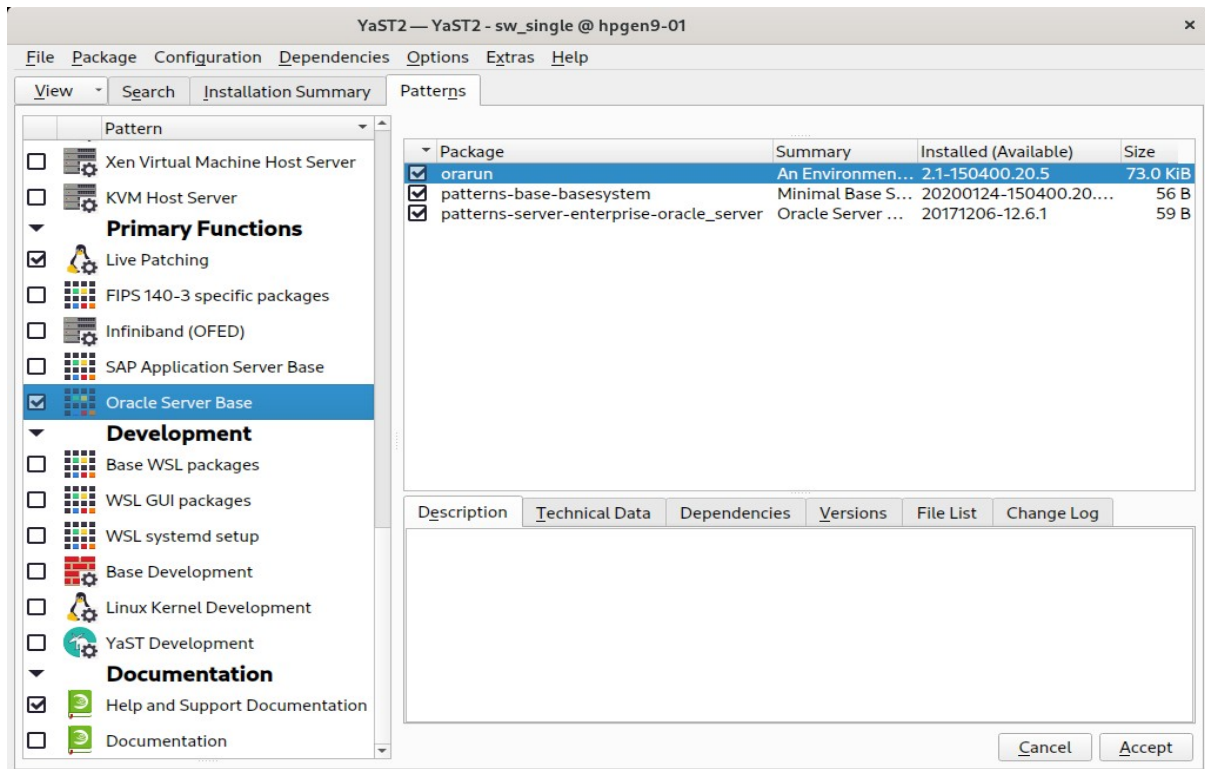 YaST2 — YaST2 - sw_single @ hpgen9-01 ×
File Package Configuration Dependencies Options Extras Help
View Search Installation Summary Patterns
Pattern
Xen Virtual Machine Host Server
KVM Host Server
Primary Functions
Live Patching
FIPS 140-3 specific packages
Infiniband (OFED)
SAP Application Server Base
Oracle Server Base
Development
Base WSL packages
WSL GUI packages
WSL systemd setup
Base Development
Linux Kernel Development
YaST Development
Documentation
Help and Support Documentation
Documentation
Package Summary Installed (Available) Size
orarun An Environmen... 2.1-150400.20.5 73.0 KiB
patterns-base-basesystem Minimal Base S... 20200124-150400.20.... 56 B
patterns-server-enterprise-oracle_server Oracle Server ... 20171206-12.6.1 59 B
Description Technical Data Dependencies Versions File List Change Log
Cancel Accept